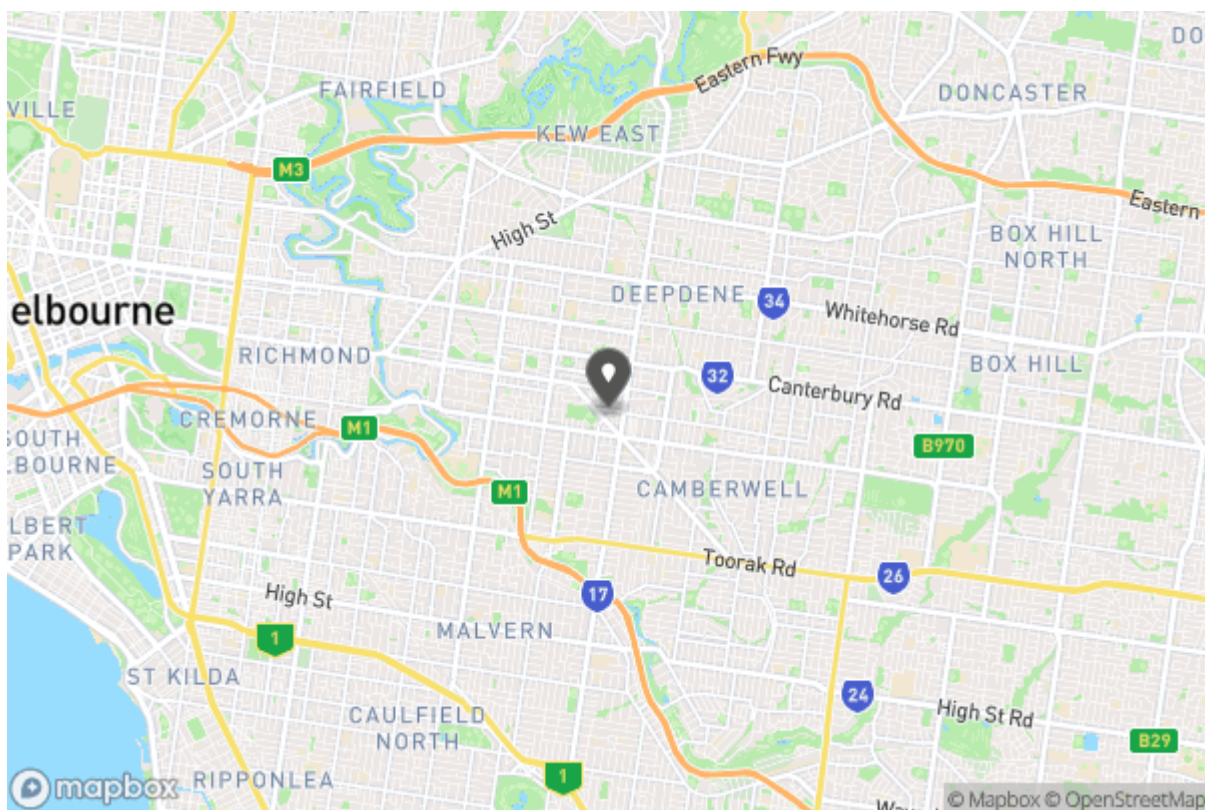 DO
Eastern Fwy
FAIRFIELD
DONCASTER
VILLE
KEW EAST
M3
Eastern
High St
BOX HILL
NORTH
DEEPDENE
34
elbourne
Whitehorse Rd
RICHMOND
BOX HILL
32
Canterbury Rd
CREMORNE
M1
SOUTH
ELBOURNE
B970
SOUTH
YARRA
M1
CAMBERWELL
LBERT
PARK
Toorak Rd
26
17
High St
1
MALVERN
ST KILDA
24
High St Rd
CAULFIELD
NORTH
B29
RIPPONLEA
1
mapbox
© Mapbox © OpenStreetMap